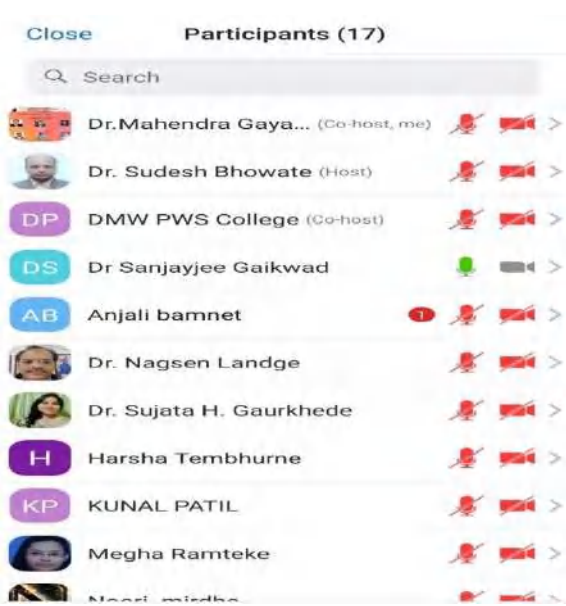 Close Participants (17)
Search
Dr.Mahendra Gaya... (Co-host, me)
Dr. Sudesh Bhowate (Host)
DP DMW PWS College (Co-host)
DS Dr Sanjayjee Gaikwad
AB Anjali bamnet 1
Dr. Nagsen Landge
Dr. Sujata H. Gaurkhede
H Harsha Tembhurne
KP KUNAL PATIL
Megha Ramteke